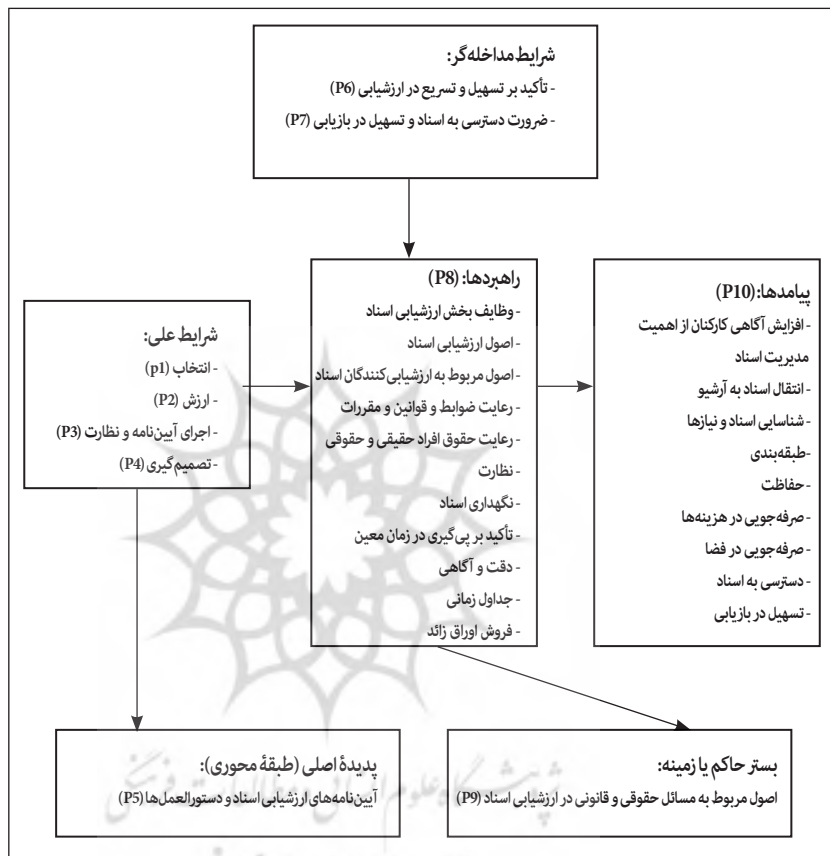 شرایط مداخله‌گر:
- تأکید بر تسهیل و تسریع در ارزشیابی (P6)
- ضرورت دسترسی به اسناد و تسهیل در بازیابی (P7)
شرایط علی:
- انتخاب (p1)
- ارزش (P2)
- اجرای آیین‌نامه و نظارت (P3)
- تصمیم‌گیری (P4)
راهبردها: (P8)
- وظایف بخش ارزشیابی اسناد
- اصول ارزشیابی اسناد
- اصول مربوط به ارزشیابی‌کنندگان اسناد
- رعایت ضوابط و قوانین و مقررات
- رعایت حقوق افراد حقیقی و حقوقی
- نظارت
- نگهداری اسناد
- تأکید بر پی‌گیری در زمان معین
- دقت و آگاهی
- جداول زمانی
- فروش اوراق زائد
پیامدها: (P10)
- افزایش آگاهی کارکنان از اهمیت
مدیریت اسناد
- انتقال اسناد به آرشیو
- شناسایی اسناد و نیازها
- طبقه‌بندی
- حفاظت
- صرفه‌جویی در هزینه‌ها
- صرفه‌جویی در فضا
- دسترسی به اسناد
- تسهیل در بازیابی
پدیدۀ اصلی (طبقۀ محوری):
آیین‌نامه‌های ارزشیابی اسناد و دستورالعمل‌ها (P5)
بستر حاکم یا زمینه:
اصول مربوط به مسائل حقوقی و قانونی در ارزشیابی اسناد (P9)